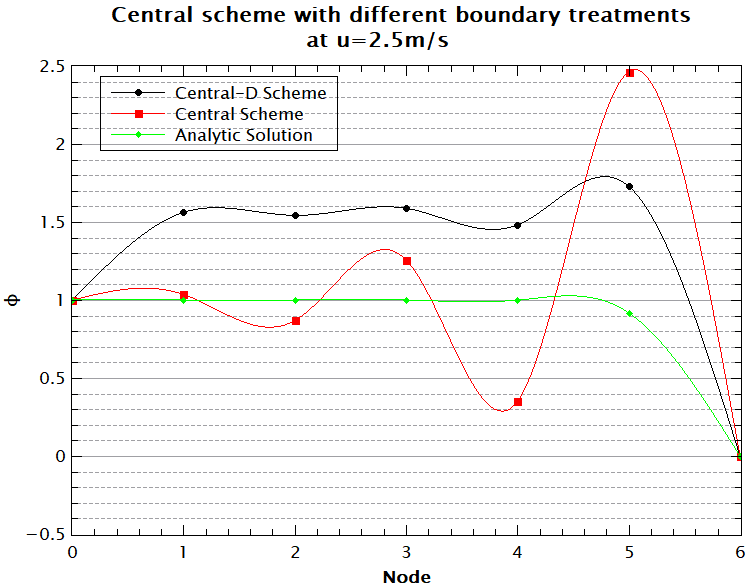 Central scheme with different boundary treatments
at u=2.5m/s
Central-D Scheme
Central Scheme
Analytic Solution
2.5
2
1.5
1
0.5
0
−0.5
ϕ
0 1 2 3 4 5 6
Node